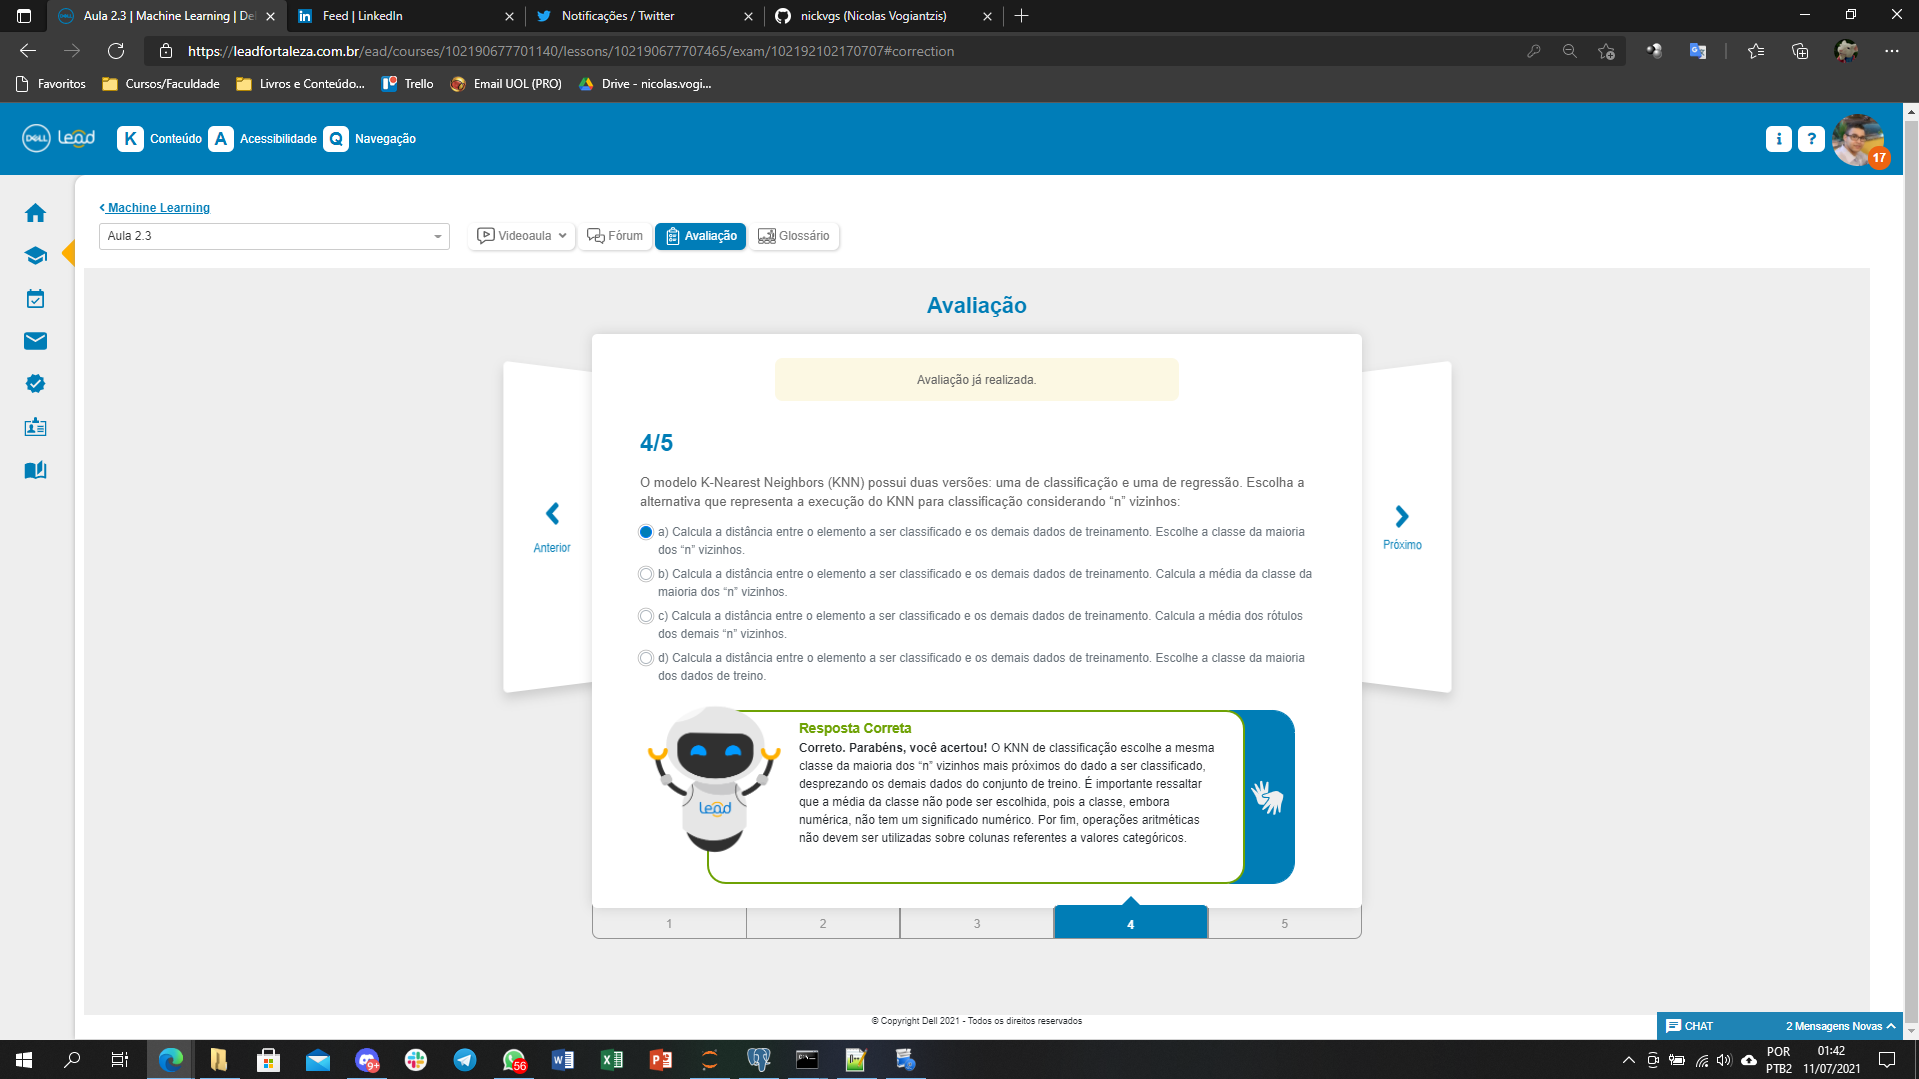 Aula 2.3 | Machine Learning | De
Feed | LinkedIn
Notificações / Twitter
nickvgs (Nicolas Vogiantzis)
https://leadfortaleza.com.br/ead/courses/102190677701140/lessons/102190677707465/exam/102192102170707#correction
Favoritos
Cursos/Faculdade
Livros e Conteúdo...
Trello
Email UOL (PRO)
Drive - nicolas.vogi...
DELL Lead
K Conteúdo A Acessibilidade Q Navegação
i ?
17
Machine Learning
Aula 2.3
Videoaula
Fórum
Avaliação
Glossário
Avaliação
Avaliação já realizada.
4/5
O modelo K-Nearest Neighbors (KNN) possui duas versões: uma de classificação e uma de regressão. Escolha a
alternativa que representa a execução do KNN para classificação considerando “n” vizinhos:
a) Calcula a distância entre o elemento a ser classificado e os demais dados de treinamento. Escolhe a classe da maioria
dos “n” vizinhos.
b) Calcula a distância entre o elemento a ser classificado e os demais dados de treinamento. Calcula a média da classe da
maioria dos “n” vizinhos.
c) Calcula a distância entre o elemento a ser classificado e os demais dados de treinamento. Calcula a média dos rótulos
dos demais “n” vizinhos.
d) Calcula a distância entre o elemento a ser classificado e os demais dados de treinamento. Escolhe a classe da maioria
dos dados de treino.
Anterior
Próximo
Lead
Resposta Correta
Correto. Parabéns, você acertou! O KNN de classificação escolhe a mesma
classe da maioria dos “n” vizinhos mais próximos do dado a ser classificado,
desprezando os demais dados do conjunto de treino. É importante ressaltar
que a média da classe não pode ser escolhida, pois a classe, embora
numérica, não tem um significado numérico. Por fim, operações aritméticas
não devem ser utilizadas sobre colunas referentes a valores categóricos.
1 2 3 4 5
© Copyright Dell 2021 - Todos os direitos reservados
CHAT
2 Mensagens Novas
9+
56
POR
PTB2
01:42
11/07/2021